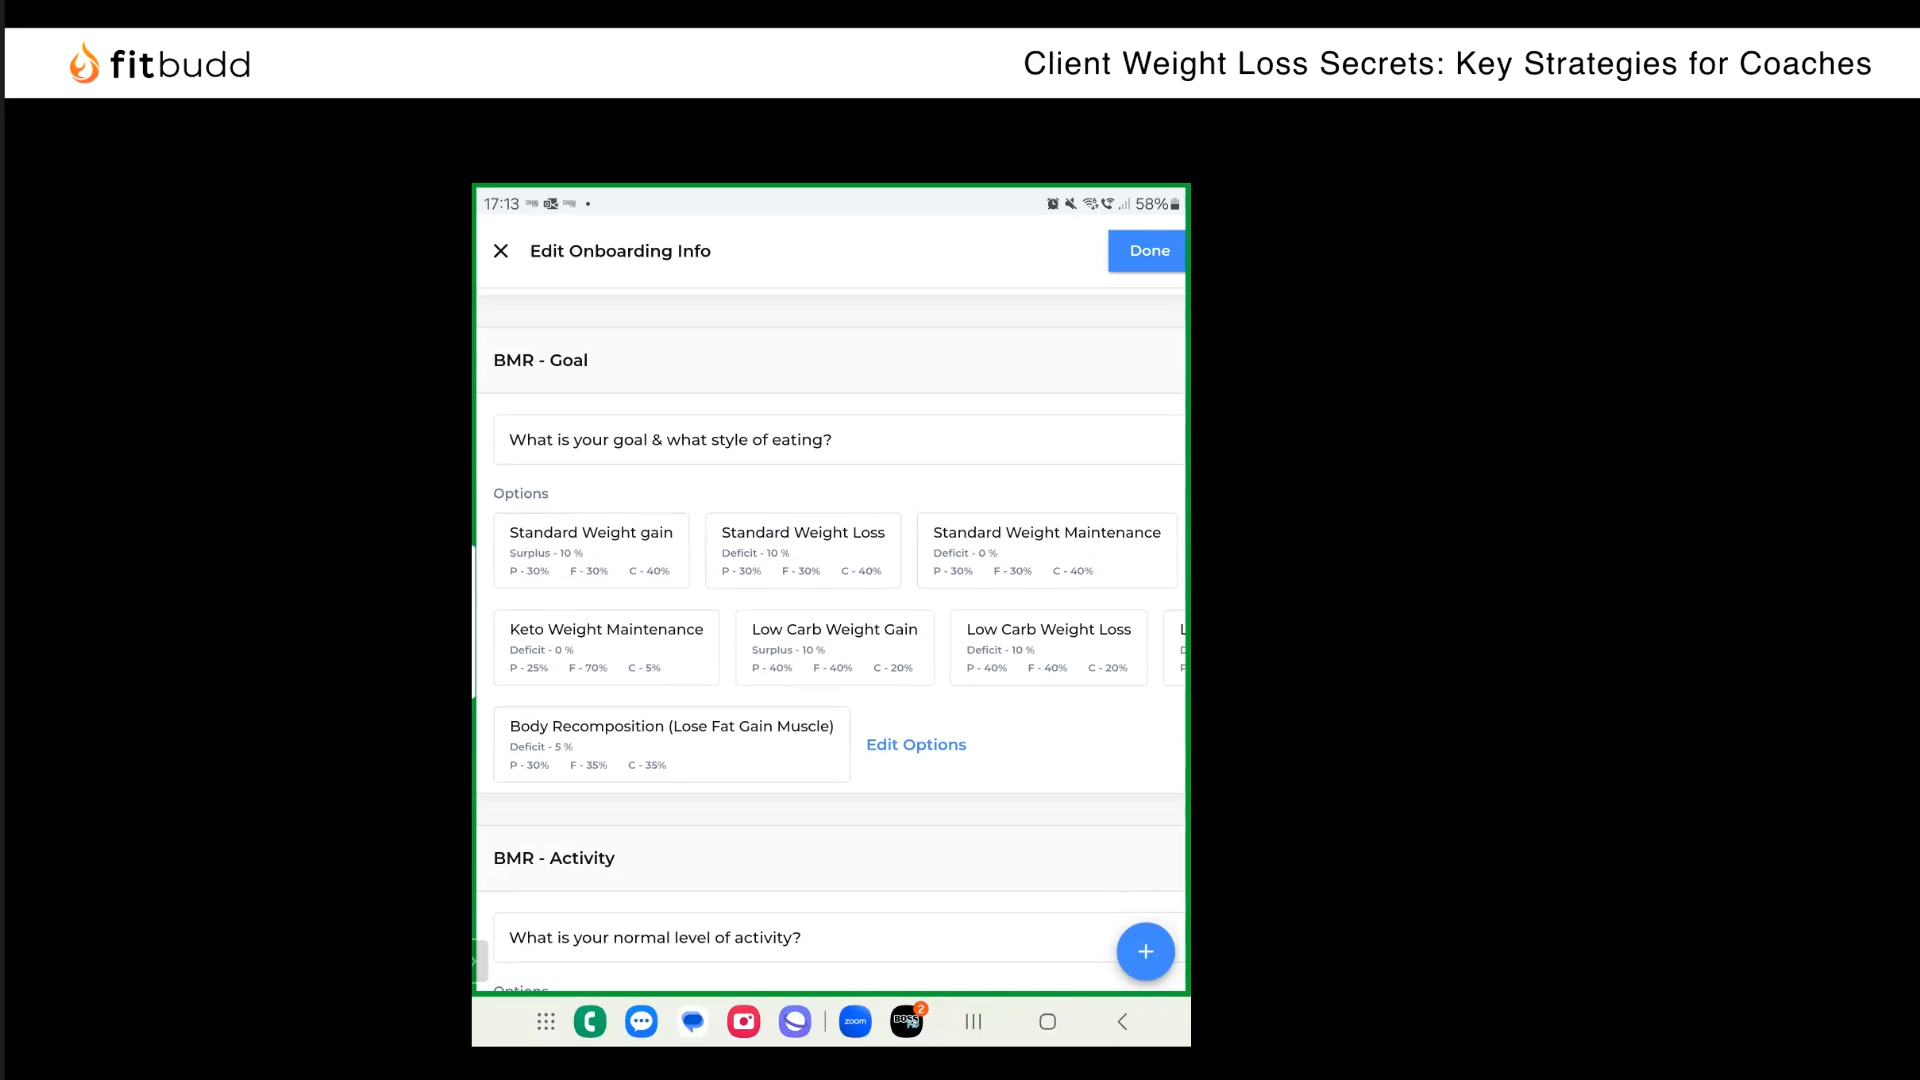 fitbudd
Client Weight Loss Secrets: Key Strategies for Coaches
17:13
58%
Edit Onboarding Info
Done
BMR - Goal
What is your goal & what style of eating?
Options
Standard Weight gain
Surplus - 10 %
P - 30% F - 30% C - 40%
Standard Weight Loss
Deficit - 10 %
P - 30% F - 30% C - 40%
Standard Weight Maintenance
Deficit - 0 %
P - 30% F - 30% C - 40%
Keto Weight Maintenance
Deficit - 0 %
P - 25% F - 70% C - 5%
Low Carb Weight Gain
Surplus - 10 %
P - 40% F - 40% C - 20%
Low Carb Weight Loss
Deficit - 10 %
P - 40% F - 40% C - 20%
Body Recomposition (Lose Fat Gain Muscle)
Deficit - 5 %
P - 30% F - 35% C - 35%
Edit Options
BMR - Activity
What is your normal level of activity?
Options
zoom
BOSS
2